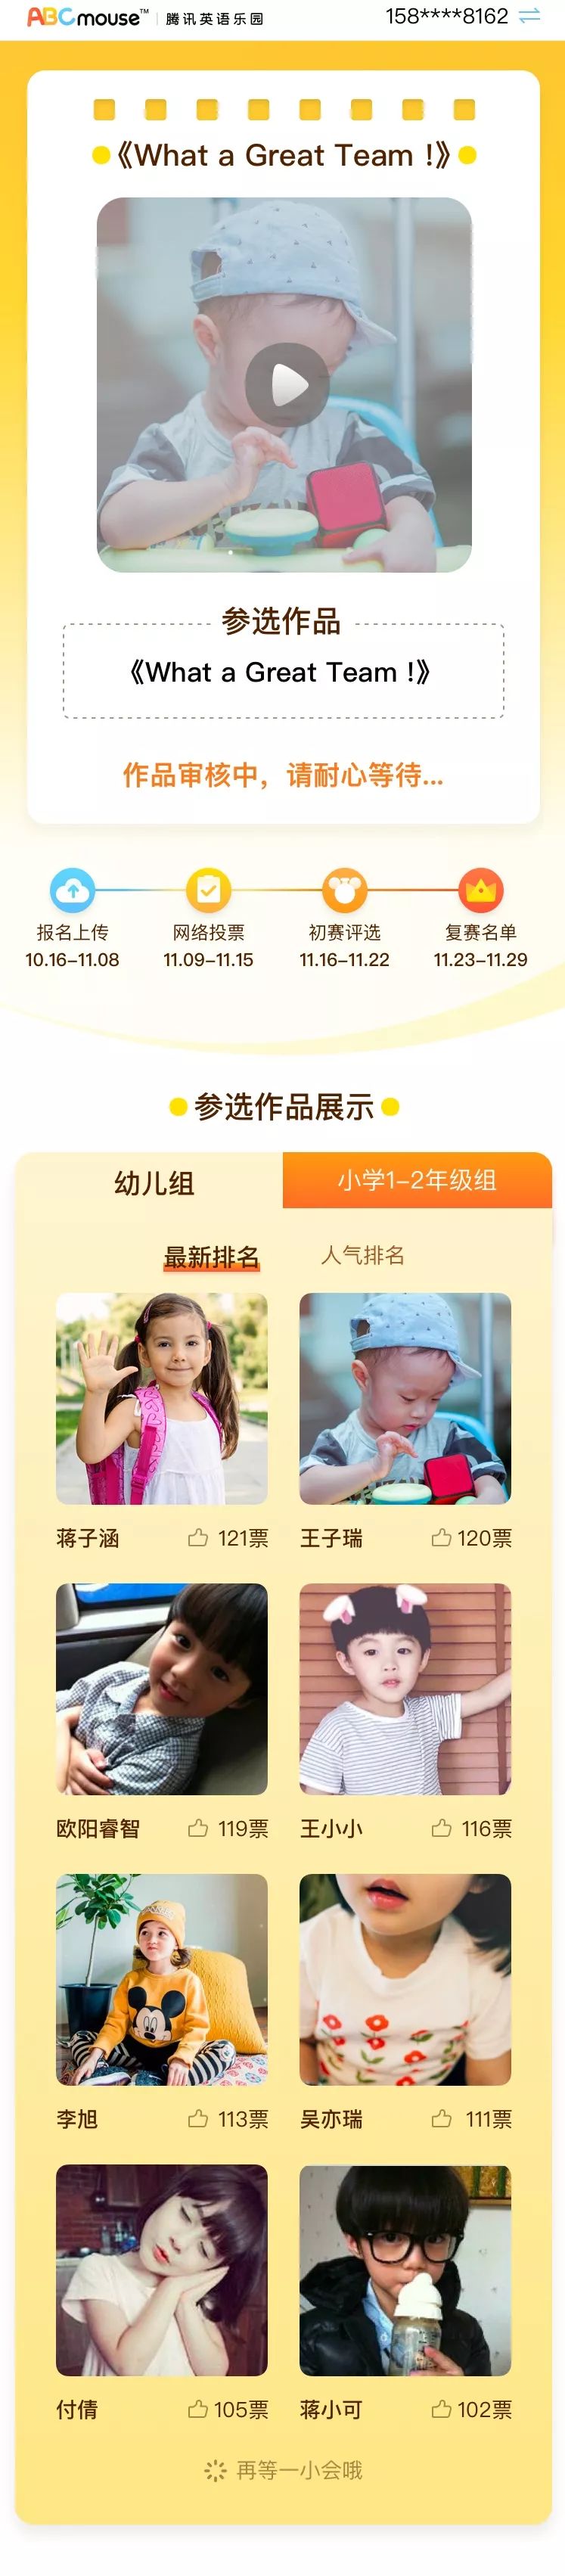 ABCmouse™ 腾讯英语乐园 158****8162
《What a Great Team !》
参选作品
《What a Great Team !》
作品审核中，请耐心等待...
报名上传 网络投票 初赛评选 复赛名单
10.16-11.08 11.09-11.15 11.16-11.22 11.23-11.29
参选作品展示
幼儿组 小学1-2年级组
最新排名 人气排名
蒋子涵 121票 王子瑞 120票
欧阳睿智 119票 王小小 116票
李旭 113票 吴亦瑞 111票
付倩 105票 蒋小可 102票
再等一小会哦